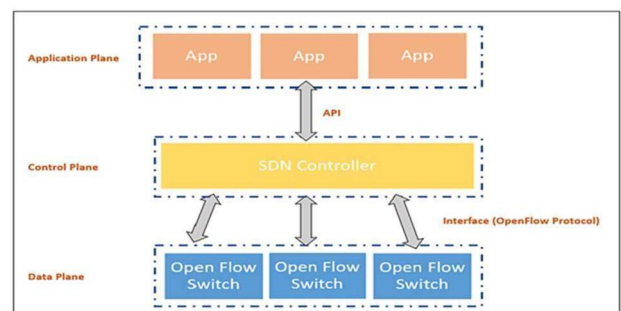 Application Plane
App
App
App
API
Control Plane
SDN Controller
Interface (OpenFlow Protocol)
Data Plane
Open Flow
Switch
Open Flow
Switch
Open Flow
Switch